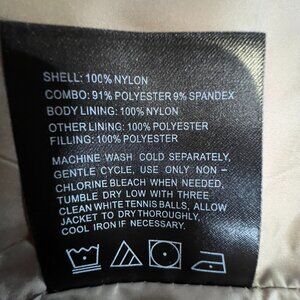 SHELL: 100% NYLON
COMBO: 91% POLYESTER 9% SPANDEX
BODY LINING: 100% NYLON
OTHER LINING: 100% POLYESTER
FILLING: 100% POLYESTER
MACHINE WASH COLD SEPARATELY,
GENTLE CYCLE, USE ONLY NON-
CHLORINE BLEACH WHEN NEEDED,
TUMBLE DRY LOW WITH THREE
CLEAN WHITE TENNIS BALLS, ALLOW
JACKET TO DRY THOROUGHLY,
COOL IRON IF NECESSARY.